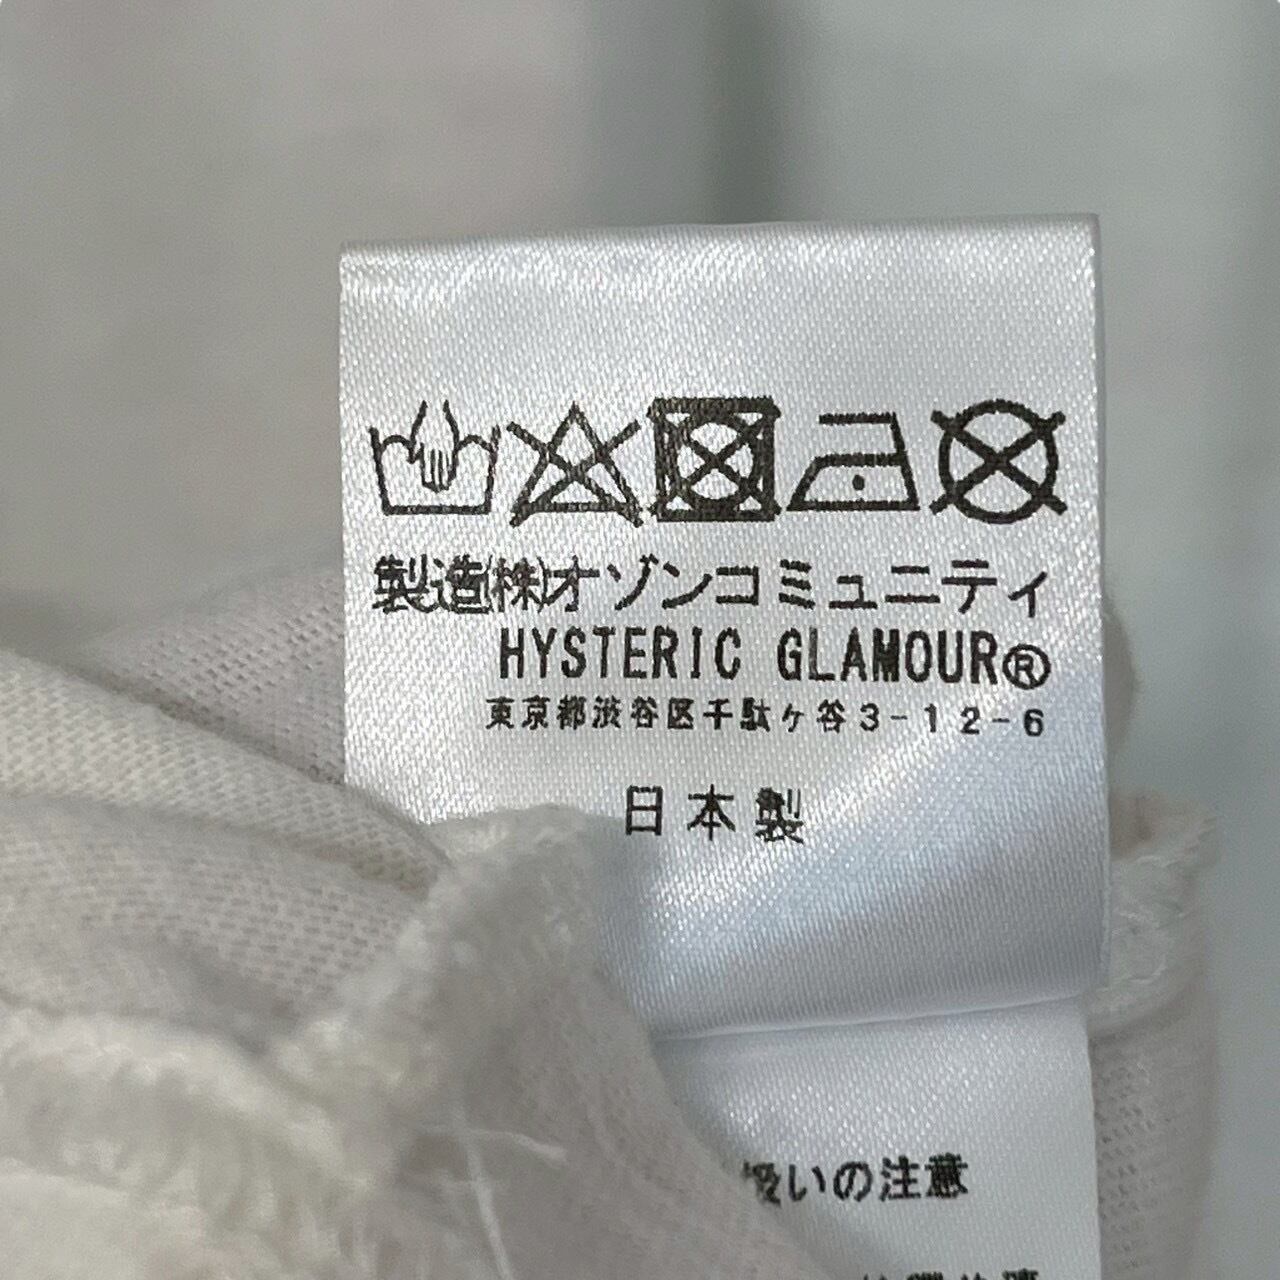 製造(株)オゾンコミュニティ
HYSTERIC GLAMOUR®
東京都渋谷区千駄ヶ谷3-12-6
日本製
扱いの注意